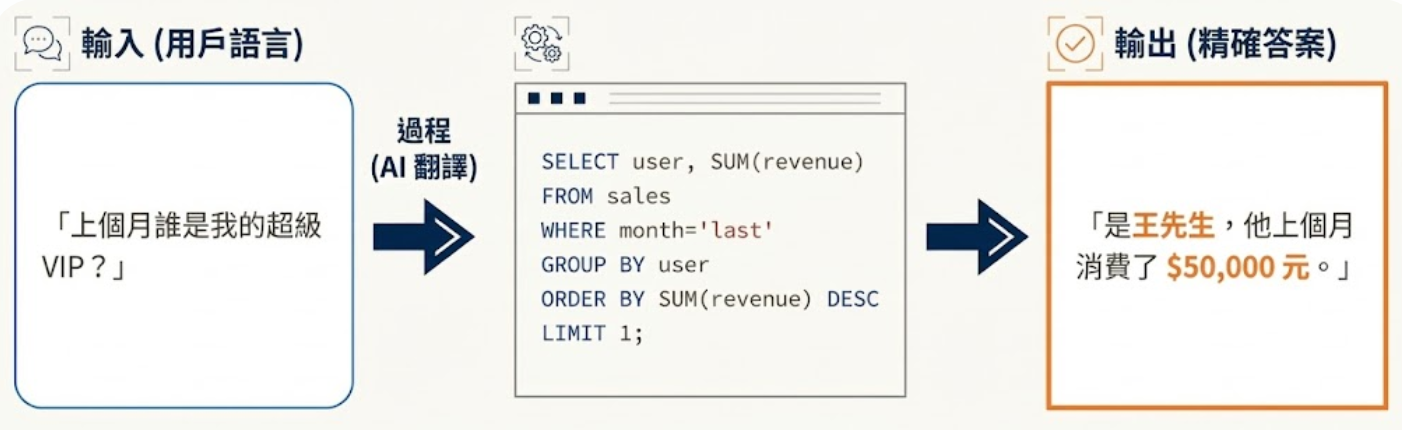 輸入 (用戶語言)
「上個月誰是我的超級
VIP？」
過程
(AI 翻譯)
SELECT user, SUM(revenue)
FROM sales
WHERE month='last'
GROUP BY user
ORDER BY SUM(revenue) DESC
LIMIT 1;
輸出 (精確答案)
「是王先生，他上個月
消費了 $50,000 元。」